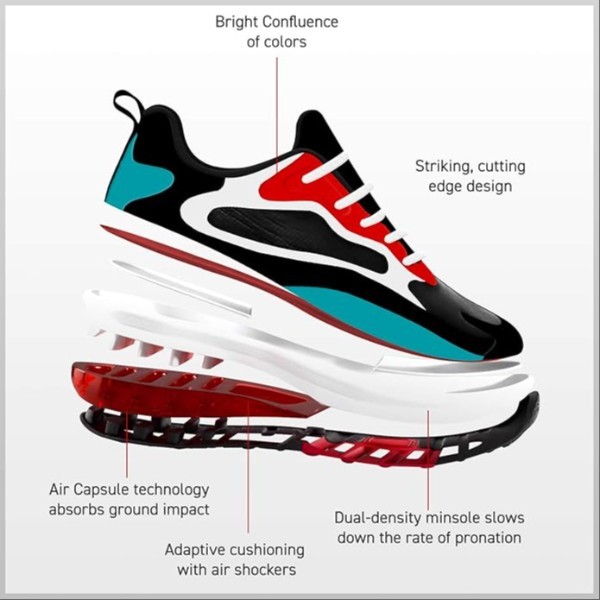 Bright Confluence
of colors
Striking, cutting
edge design
Air Capsule technology
absorbs ground impact
Dual-density minsole slows
down the rate of pronation
Adaptive cushioning
with air shockers